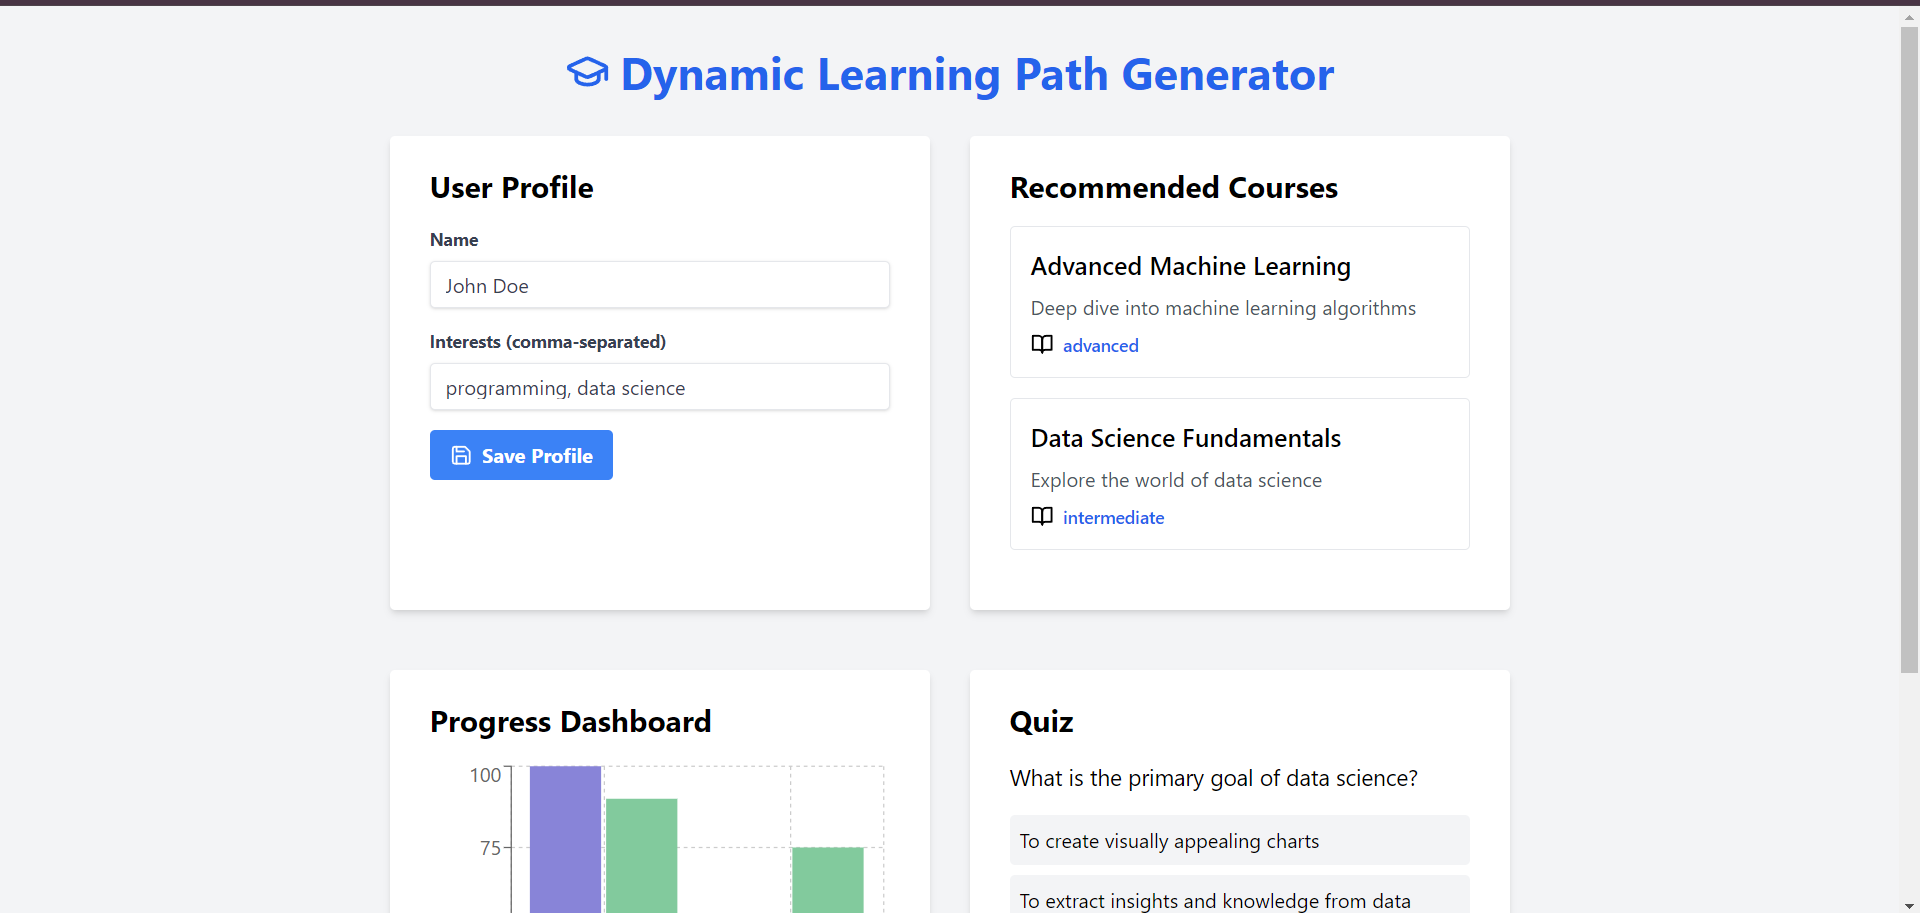 Dynamic Learning Path Generator
User Profile
Name
John Doe
Interests (comma-separated)
programming, data science
Save Profile
Recommended Courses
Advanced Machine Learning
Deep dive into machine learning algorithms
advanced
Data Science Fundamentals
Explore the world of data science
intermediate
Progress Dashboard
100
75
Quiz
What is the primary goal of data science?
To create visually appealing charts
To extract insights and knowledge from data